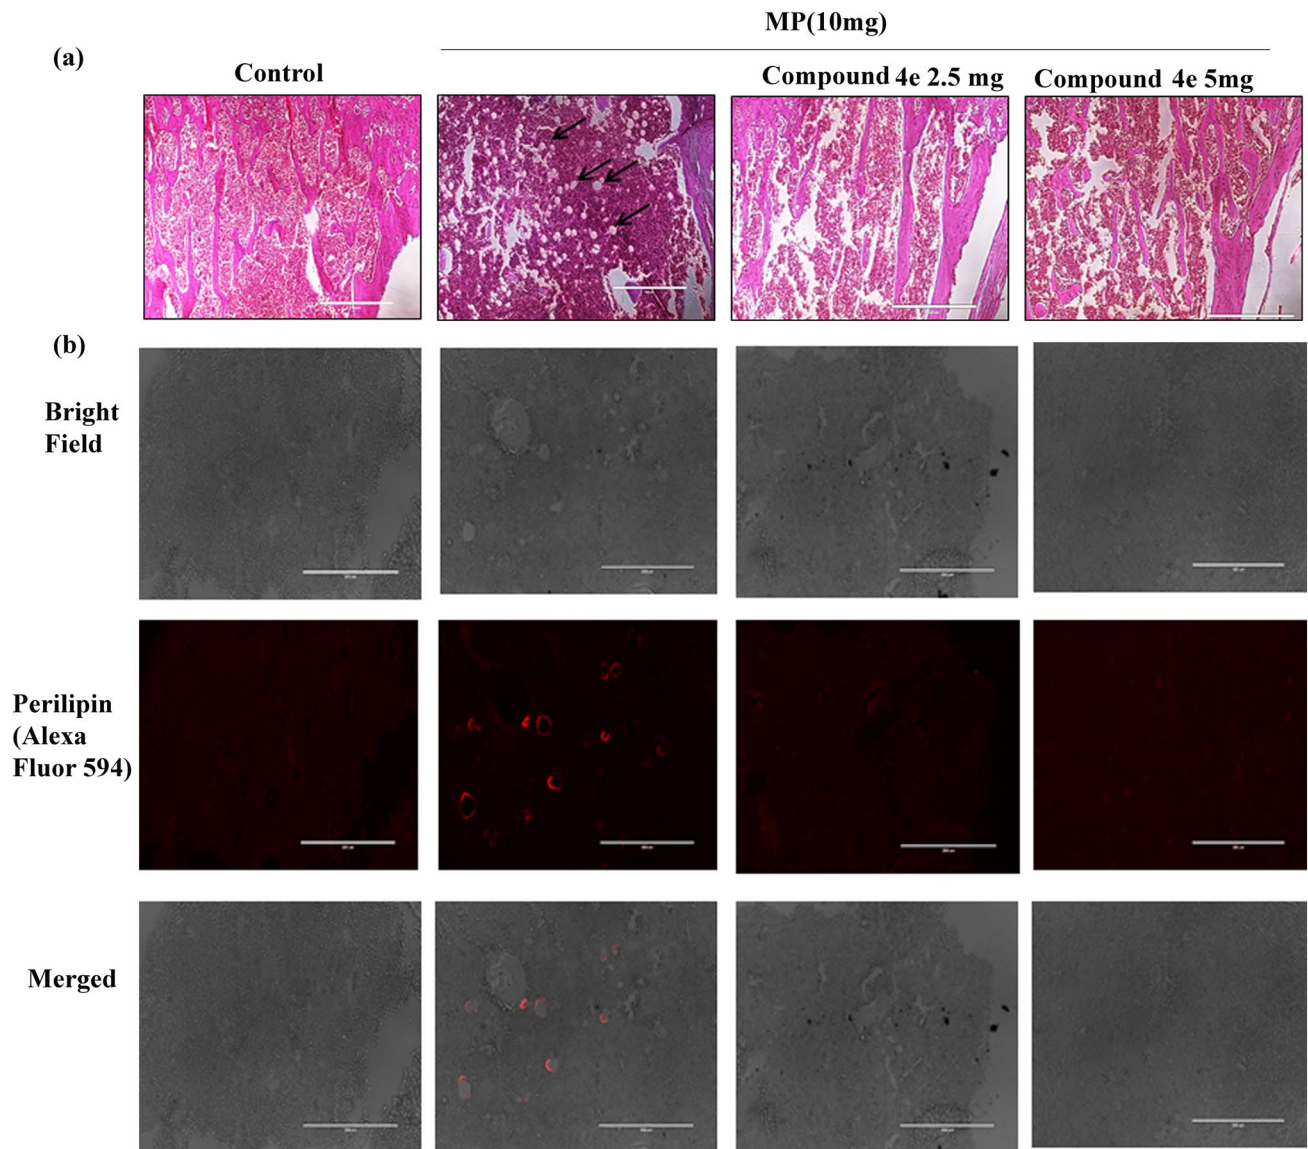 MP(10mg)
(a)
Control
Compound 4e 2.5 mg
Compound 4e 5mg
(b)
Bright
Field
Perilipin
(Alexa
Fluor 594)
Merged